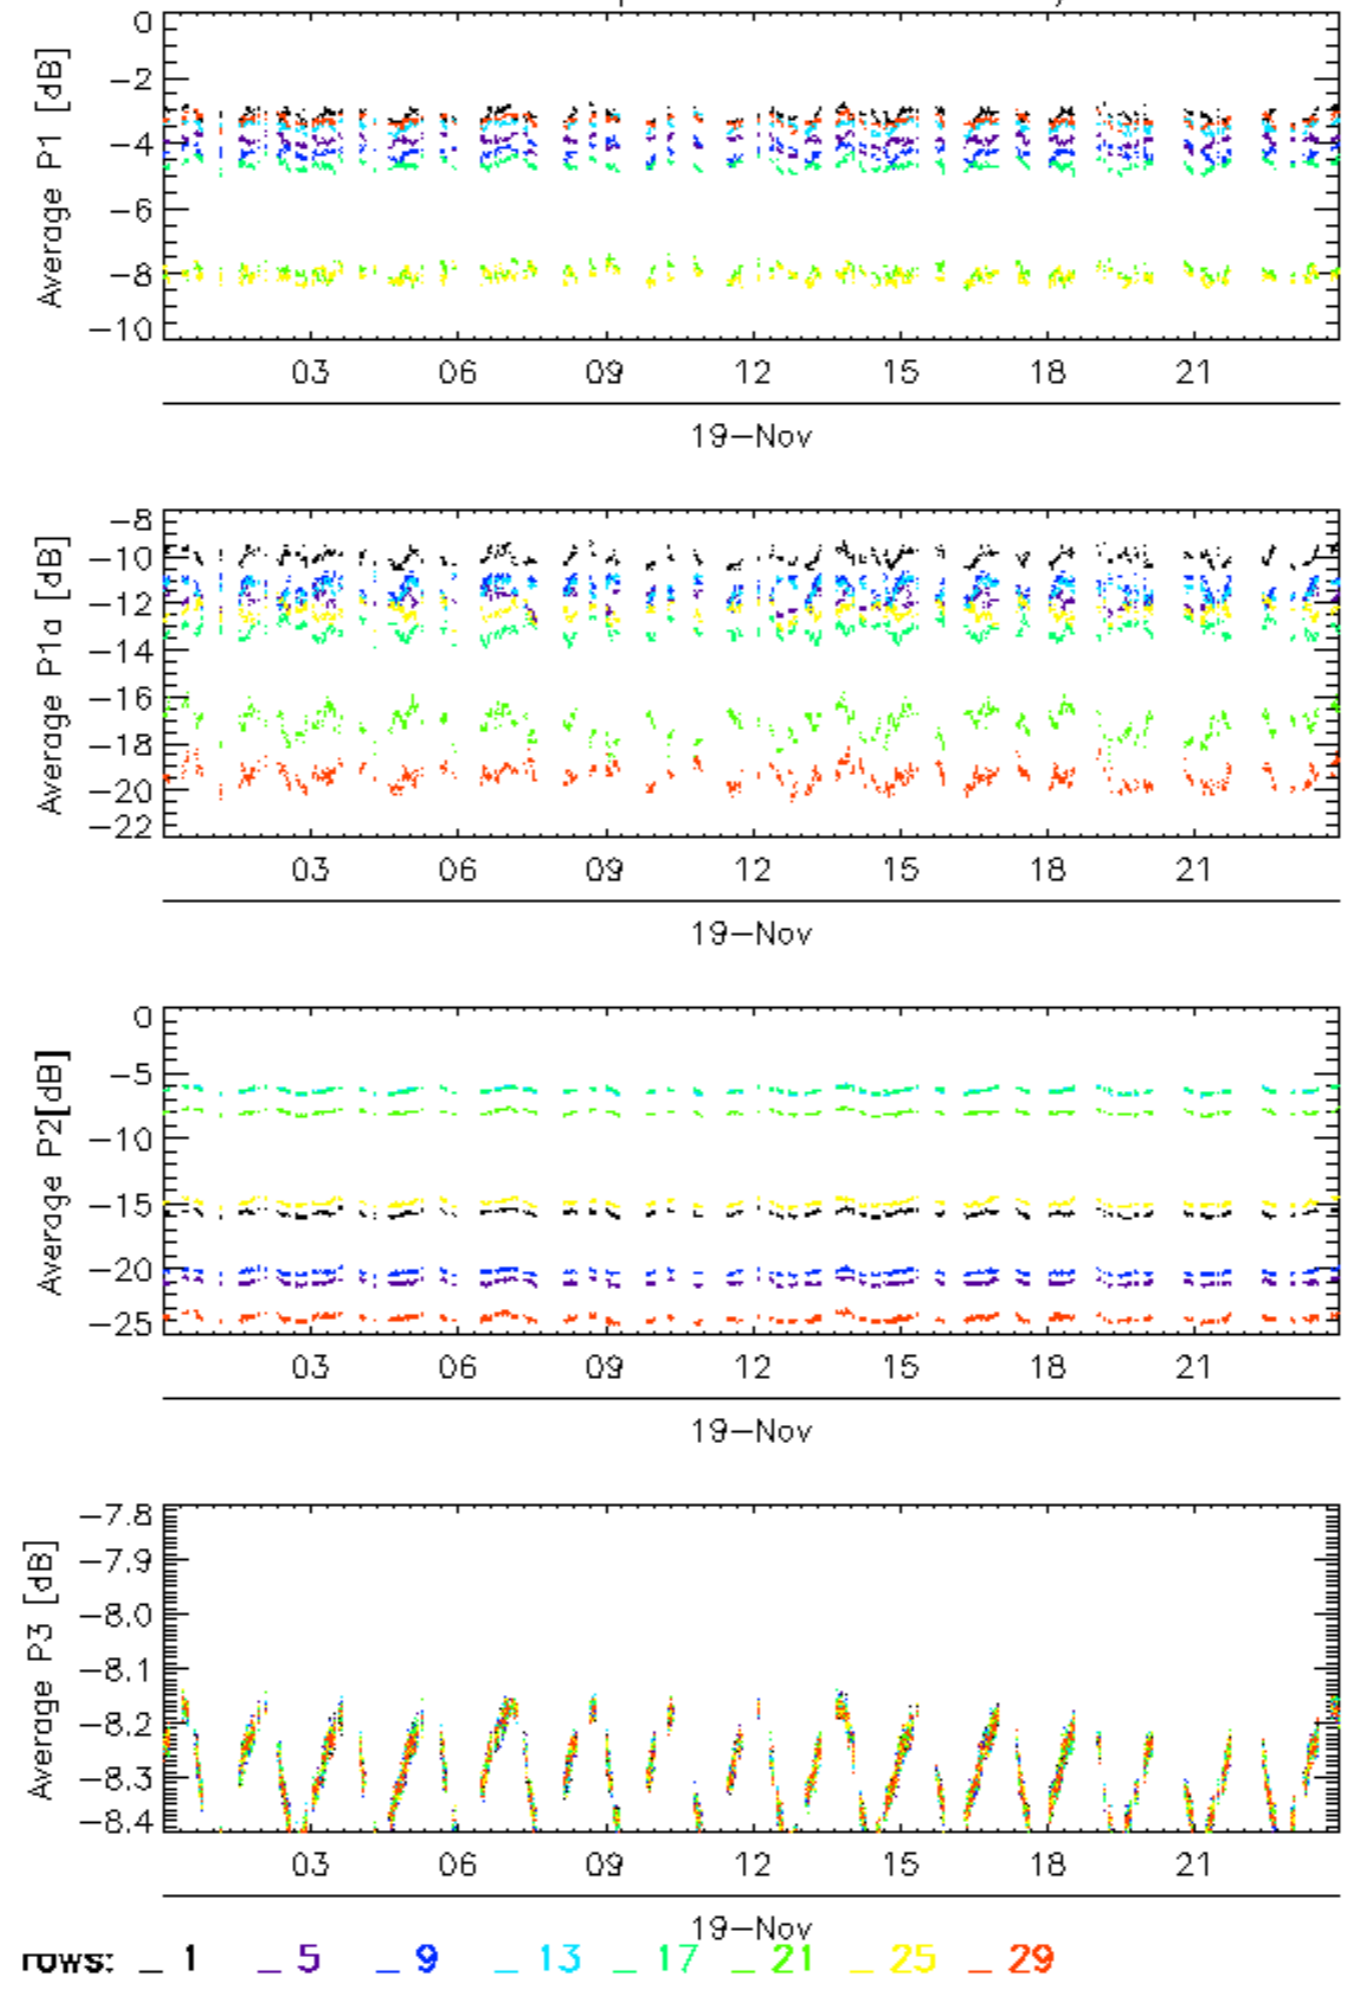 0
−2
−4
−6
−8
−10
Average P1 [dB]
03 06 09 12 15 18 21
19−Nov
−8
−10
−12
−14
−16
−18
−20
−22
Average P1a [dB]
03 06 09 12 15 18 21
19−Nov
0
−5
−10
−15
−20
−25
Average P2[dB]
03 06 09 12 15 18 21
19−Nov
−7.8
−7.9
−8.0
−8.1
−8.2
−8.3
−8.4
Average P3 [dB]
03 06 09 12 15 18 21
19−Nov
rows: _ 1 _ 5 _ 9 _ 13 _ 17 _ 21 _ 25 _ 29